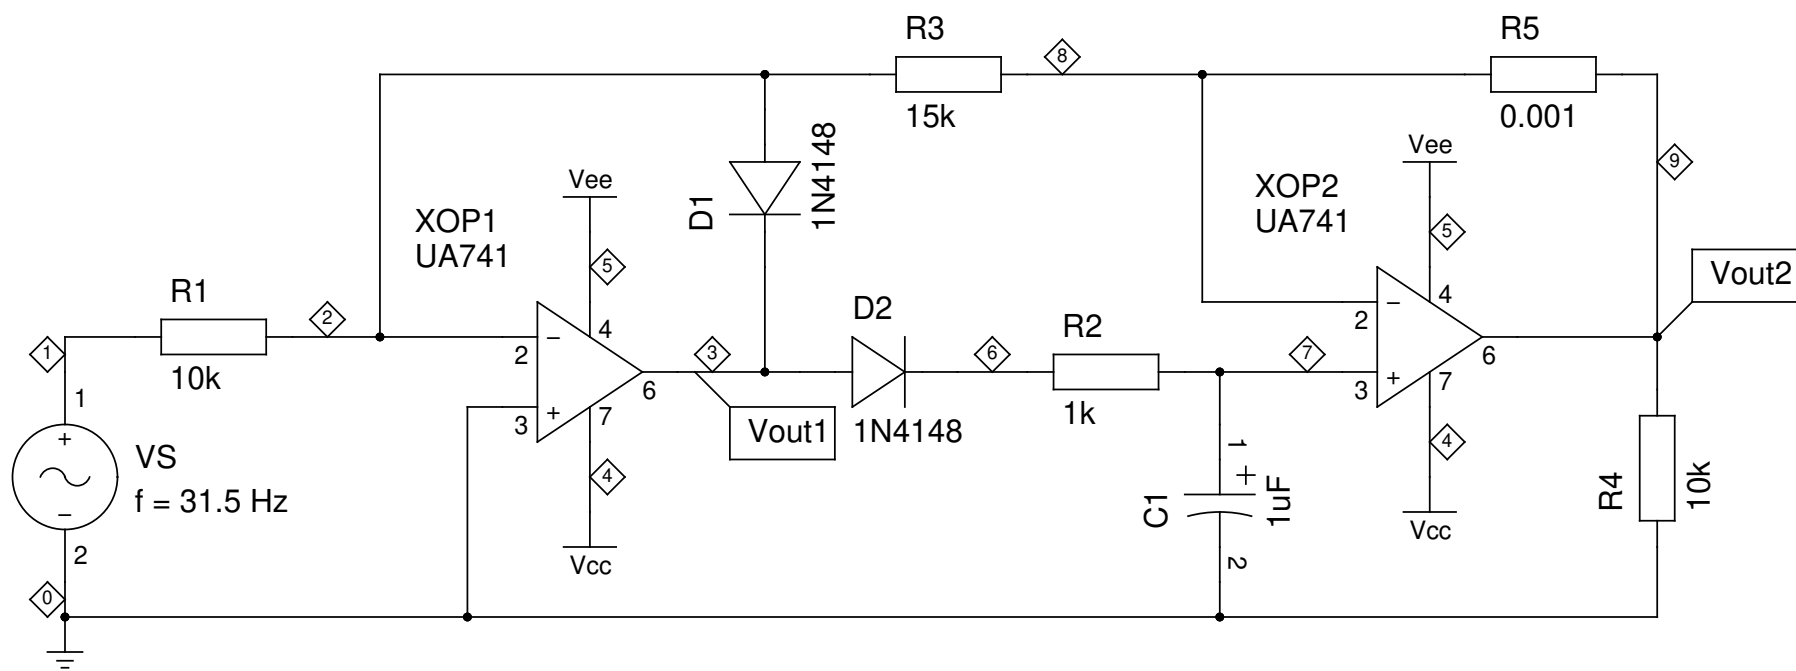 R3
8
R5
15k
0.001
1N4148
D1
Vee
9
Vee
XOP1
UA741
XOP2
UA741
5
5
R1
2
4
−
2
3
D2
6
R2
7
−
2
4
6
Vout2
1
10k
6
+
3
7
1
Vout1
1N4148
1k
+
3
7
+
VS
f = 31.5 Hz
−
2
4
Vcc
4
Vcc
1
+
C1
1uF
2
R4
10k
0